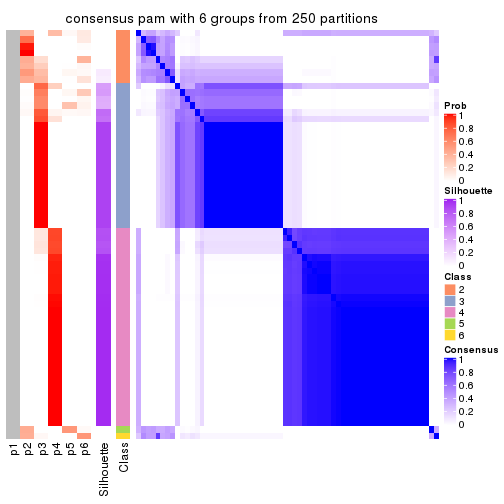 consensus pam with 6 groups from 250 partitions
Prob
1
0.8
0.6
0.4
0.2
0
Silhouette
1
0.8
0.6
0.4
0.2
0
Class
2
3
4
5
6
Consensus
1
0.8
0.6
0.4
0.2
0
p1
p2
p3
p4
p5
p6
Silhouette
Class